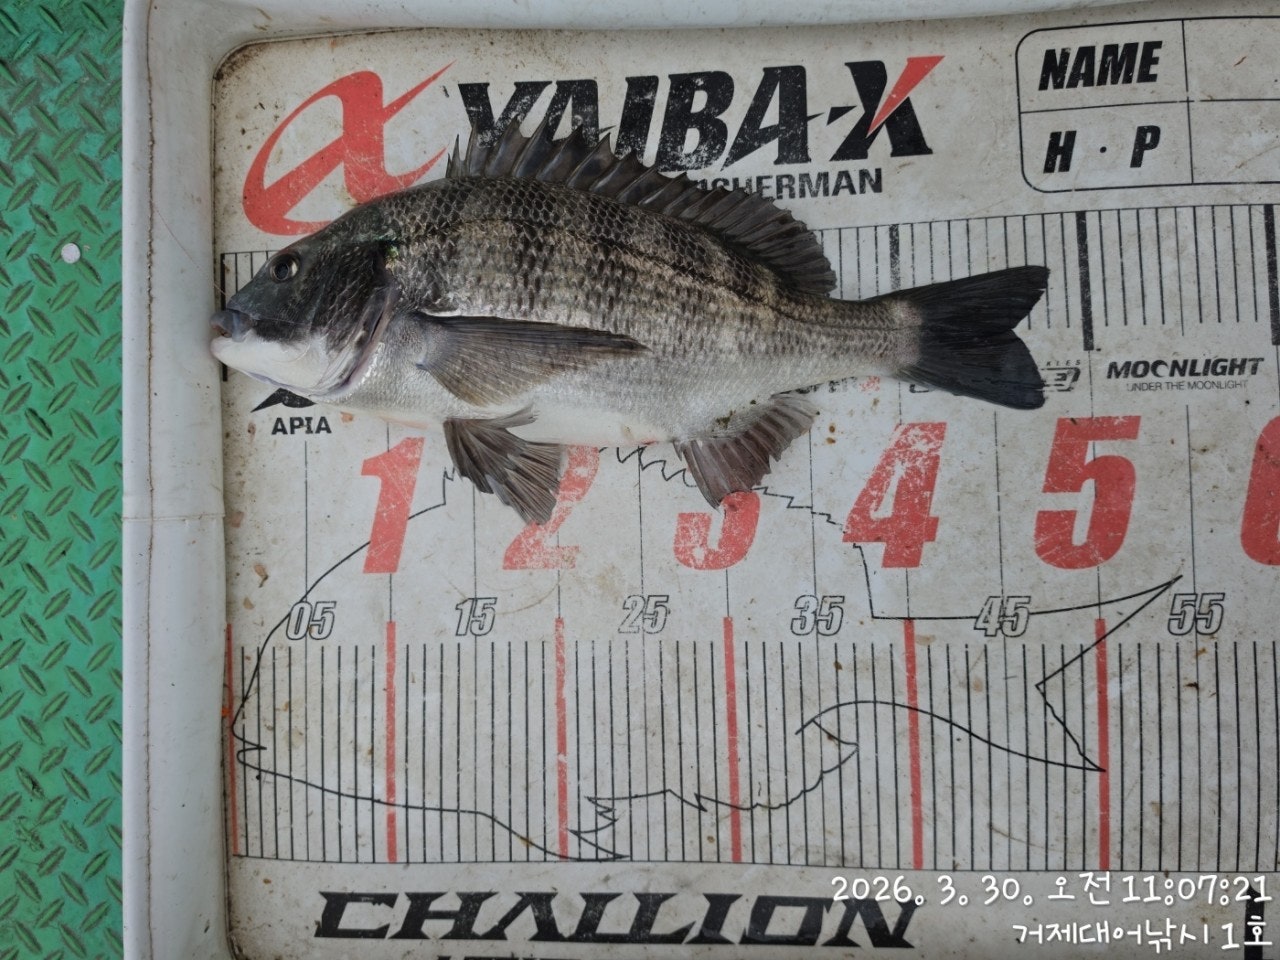 YAIBA-X
FISHERMAN
NAME
H · P
MOONLIGHT
UNDER THE MOONLIGHT
APIA
1 2 3 4 5 6
05 15 25 35 45 55
CHALLION
2026. 3. 30. 오전 11:07:21
거제대어낚시 1호